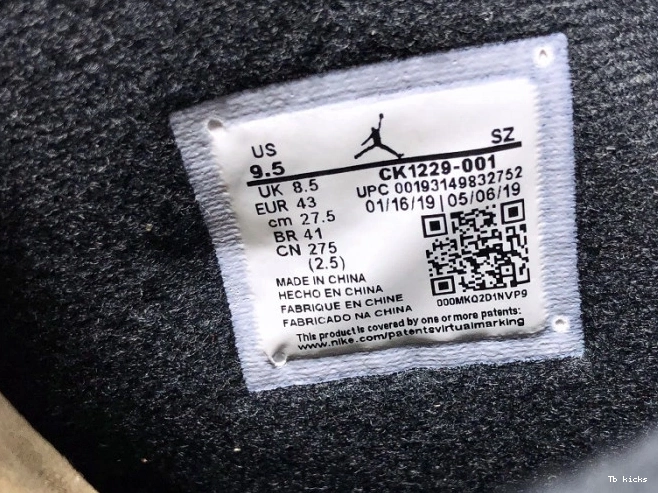 US
9.5
SZ
UK 8.5
EUR 43
cm 27.5
BR 41
CN 275
(2.5)
CK1229-001
UPC 00193149832752
01/16/19 | 05/06/19
000MKQ2D1NVP9
MADE IN CHINA
HECHO EN CHINA
FABRIQUE EN CHINE
FABRICADO NA CHINA
This product is covered by one or more patents:
www.nike.com/patentsvirtualmarking
Tb kicks